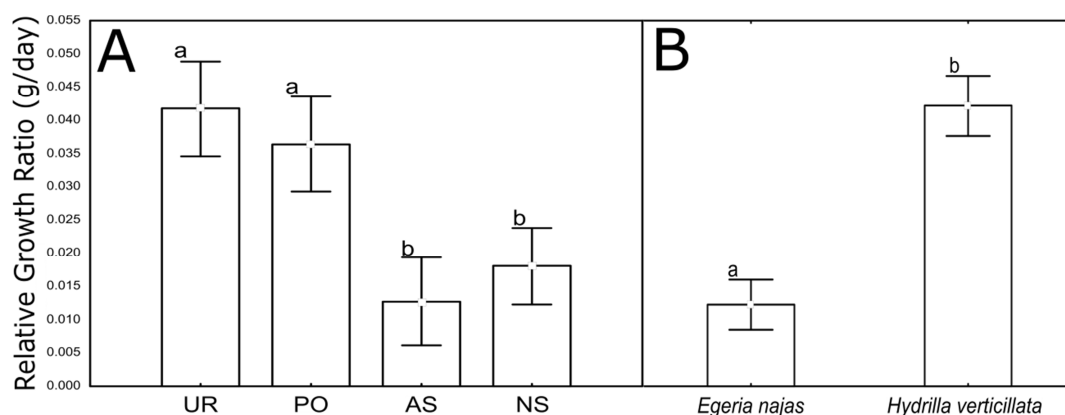 Relative Growth Ratio (g/day)
0.055
0.050
0.045
0.040
0.035
0.030
0.025
0.020
0.015
0.010
0.005
0.000
A
a
a
b
b
UR PO AS NS
B
a
b
Egeria najas Hydrilla verticillata